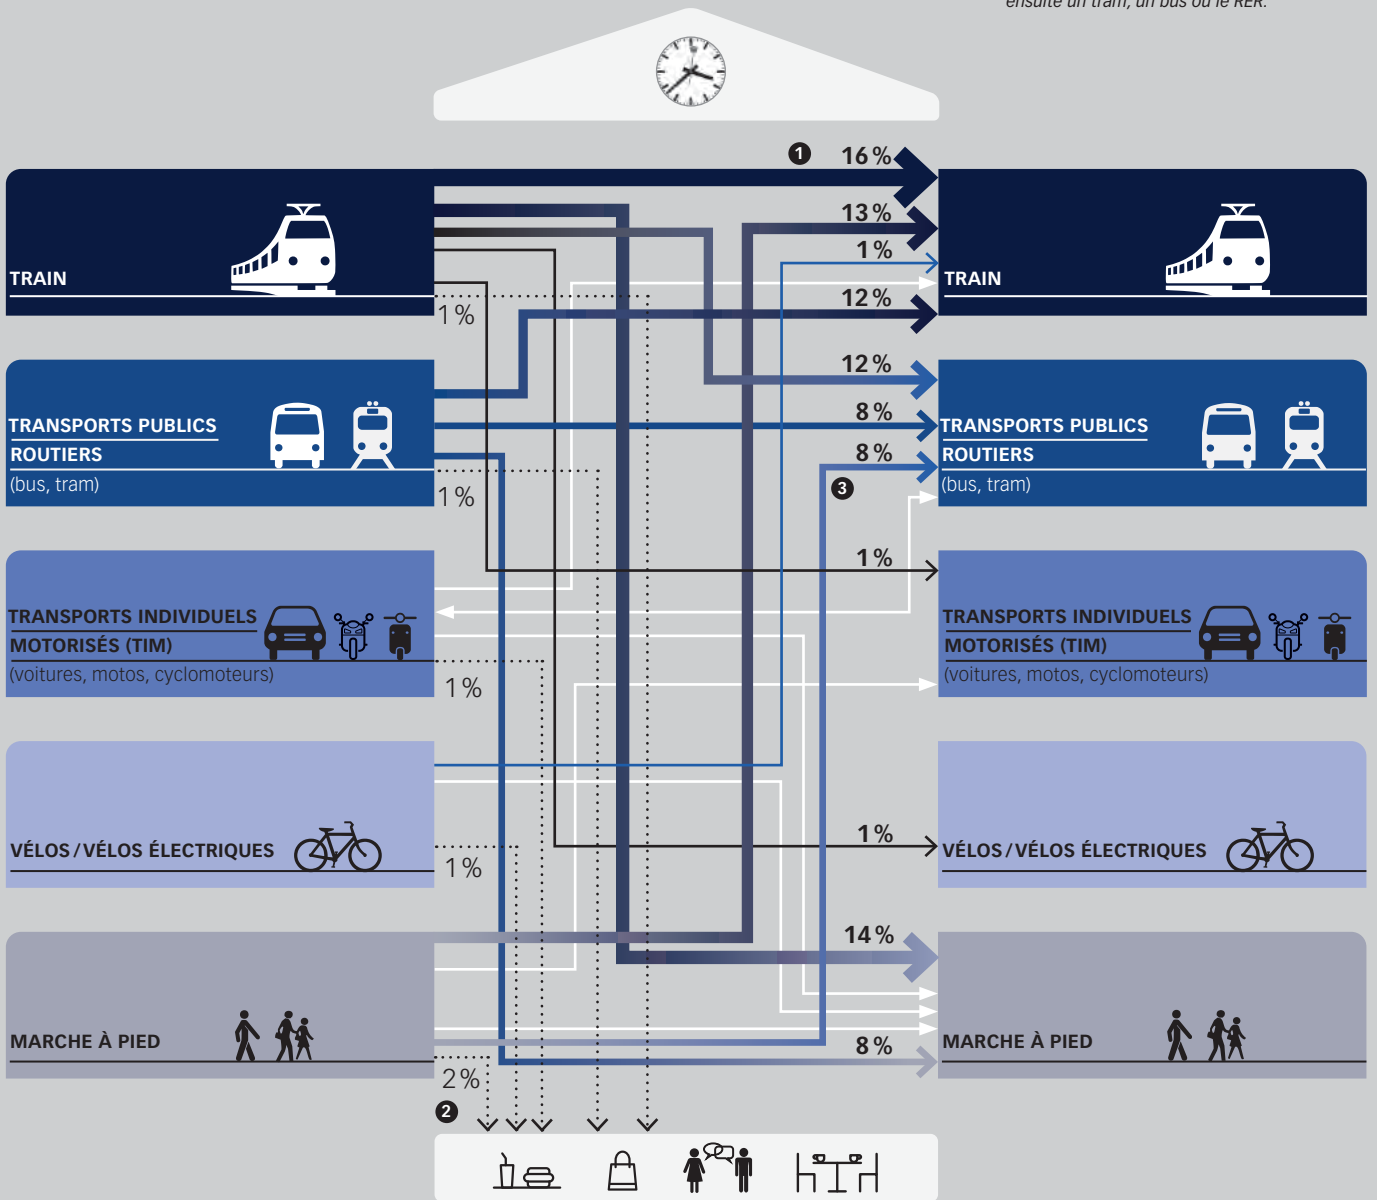 ensuite un tram, un bus ou le RER.
1 16 %
13 %
1 %
12 %
TRAIN
1 %
TRAIN
12 %
8 %
8 %
3
TRANSPORTS PUBLICS
ROUTIERS
(bus, tram)
1 %
TRANSPORTS PUBLICS
ROUTIERS
(bus, tram)
1 %
TRANSPORTS INDIVIDUELS
MOTORISÉS (TIM)
(voitures, motos, cyclomoteurs)
1 %
TRANSPORTS INDIVIDUELS
MOTORISÉS (TIM)
(voitures, motos, cyclomoteurs)
1 %
VÉLOS / VÉLOS ÉLECTRIQUES
1 %
VÉLOS / VÉLOS ÉLECTRIQUES
14 %
MARCHE À PIED
8 %
MARCHE À PIED
2 %
2